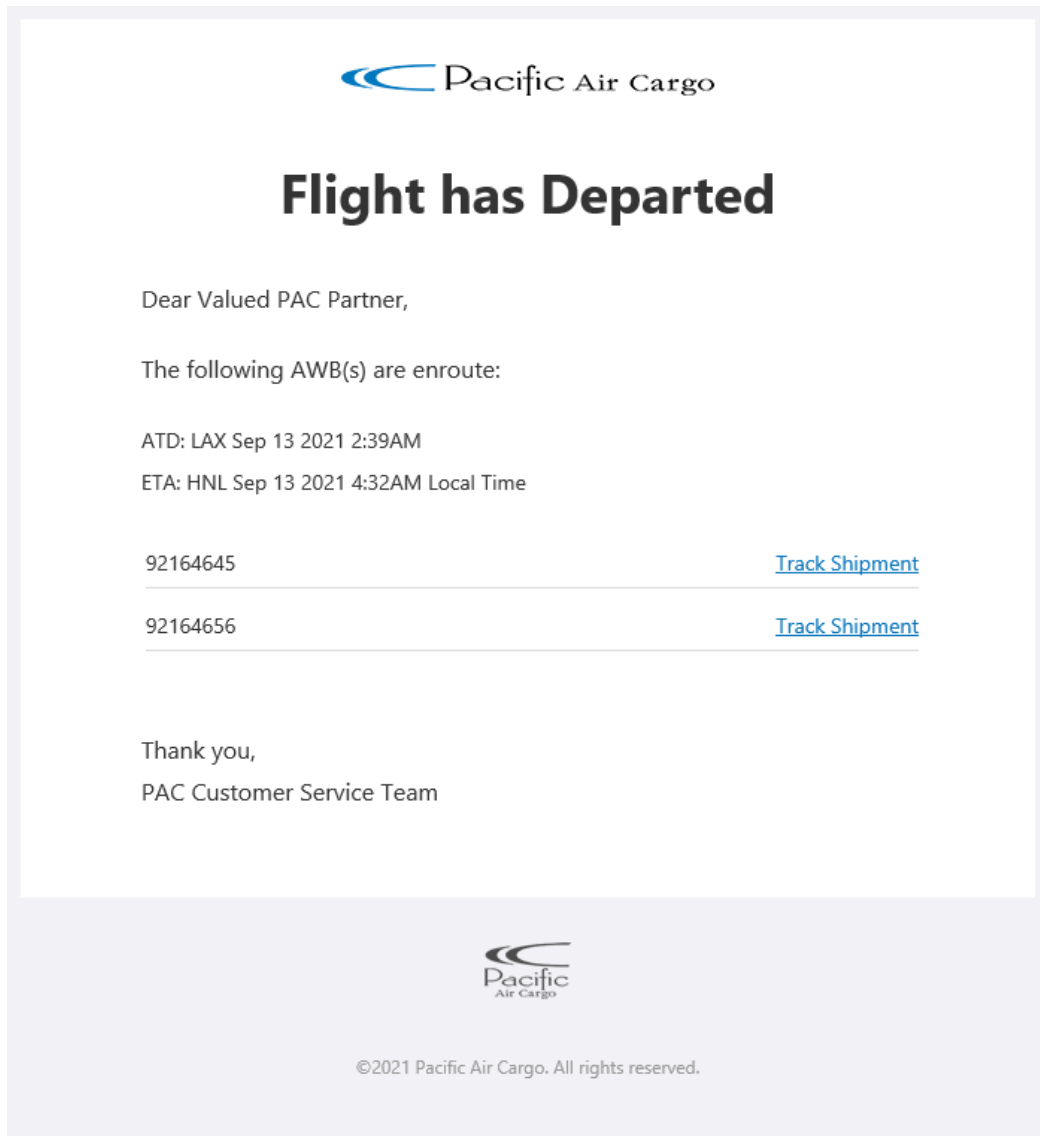 Pacific Air Cargo
Flight has Departed
Dear Valued PAC Partner,
The following AWB(s) are enroute:
ATD: LAX Sep 13 2021 2:39AM
ETA: HNL Sep 13 2021 4:32AM Local Time
92164645 Track Shipment
92164656 Track Shipment
Thank you,
PAC Customer Service Team
Pacific
Air Cargo
©2021 Pacific Air Cargo. All rights reserved.